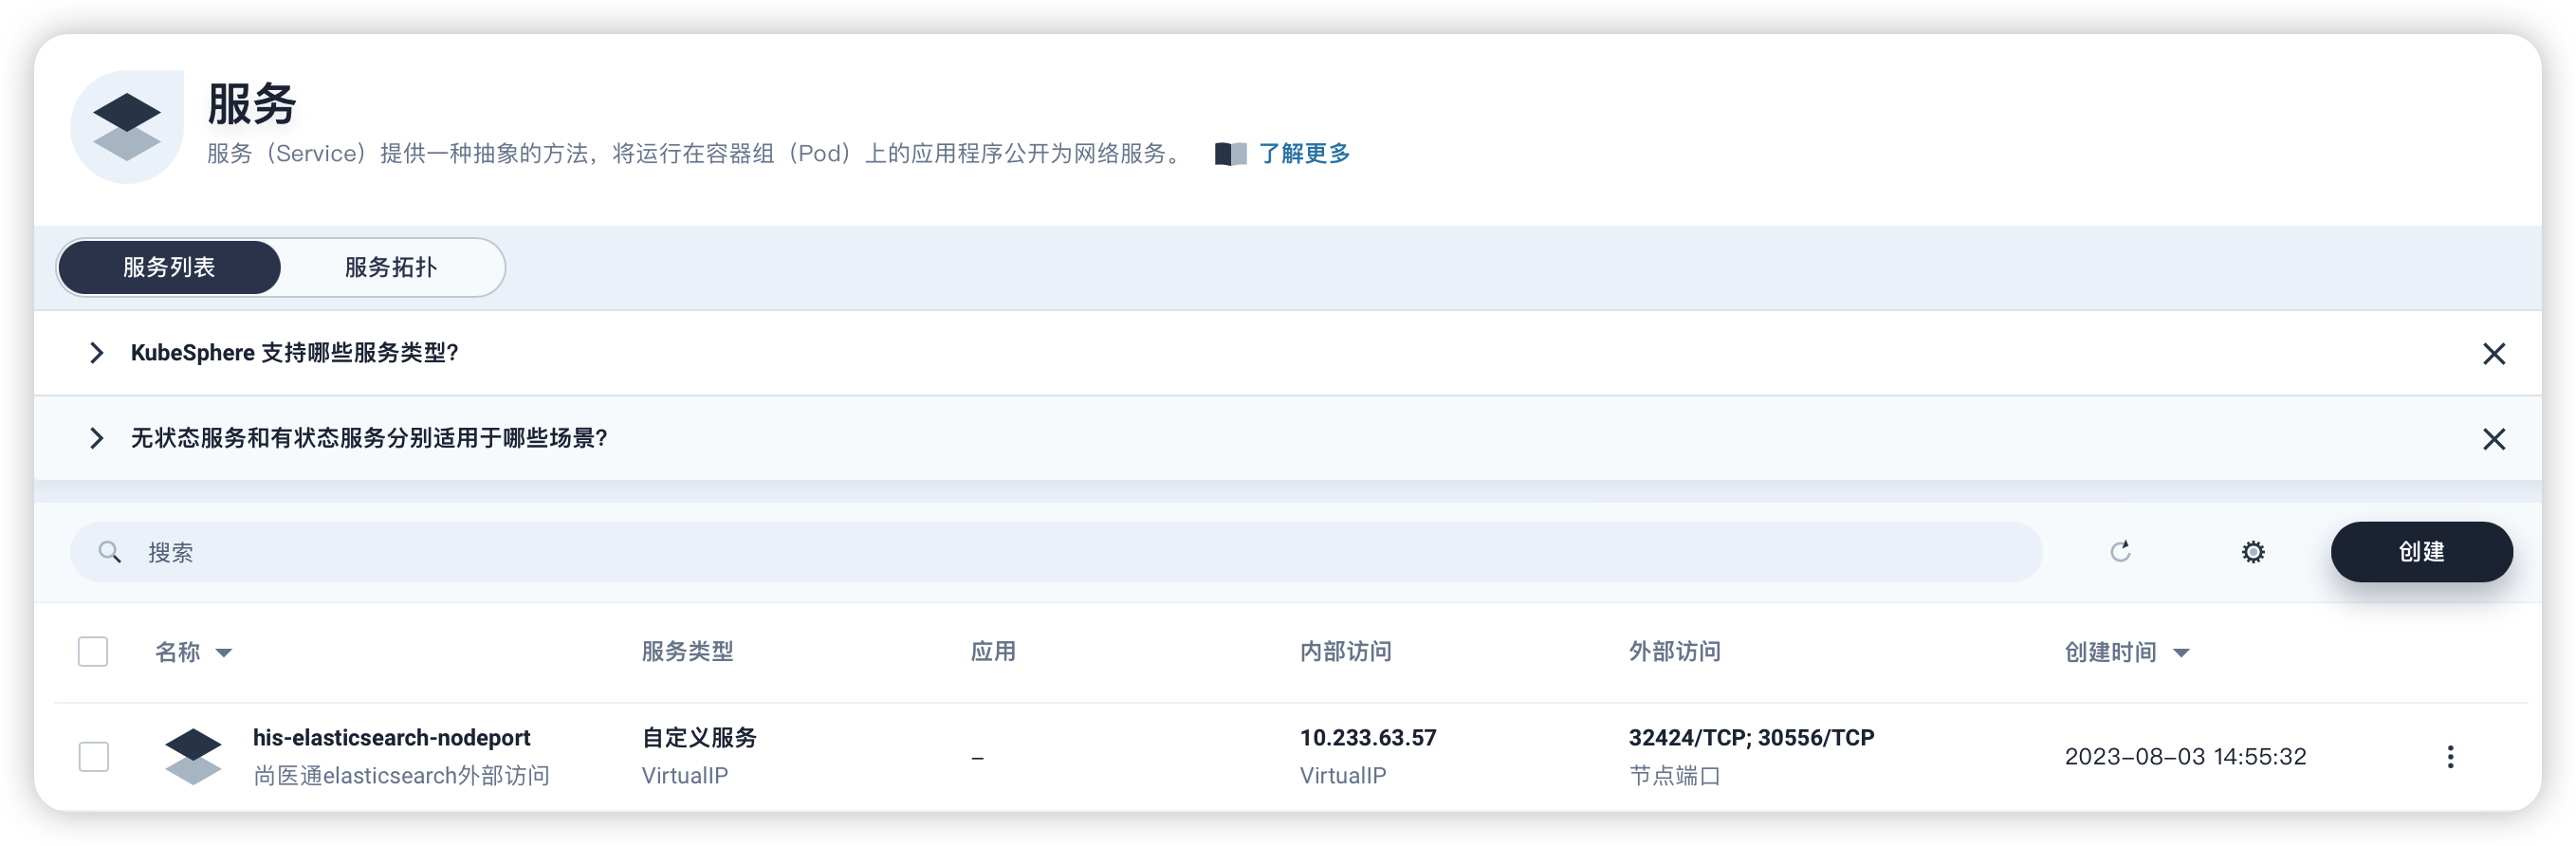 服务
服务（Service）提供一种抽象的方法，将运行在容器组（Pod）上的应用程序公开为网络服务。 了解更多
服务列表 服务拓扑
KubeSphere 支持哪些服务类型?
无状态服务和有状态服务分别适用于哪些场景?
搜索 创建
名称 服务类型 应用 内部访问 外部访问 创建时间
his-elasticsearch-nodeport 自定义服务 – 10.233.63.57 32424/TCP; 30556/TCP 2023–08–03 14:55:32
尚医通elasticsearch外部访问 VirtualIP VirtualIP 节点端口